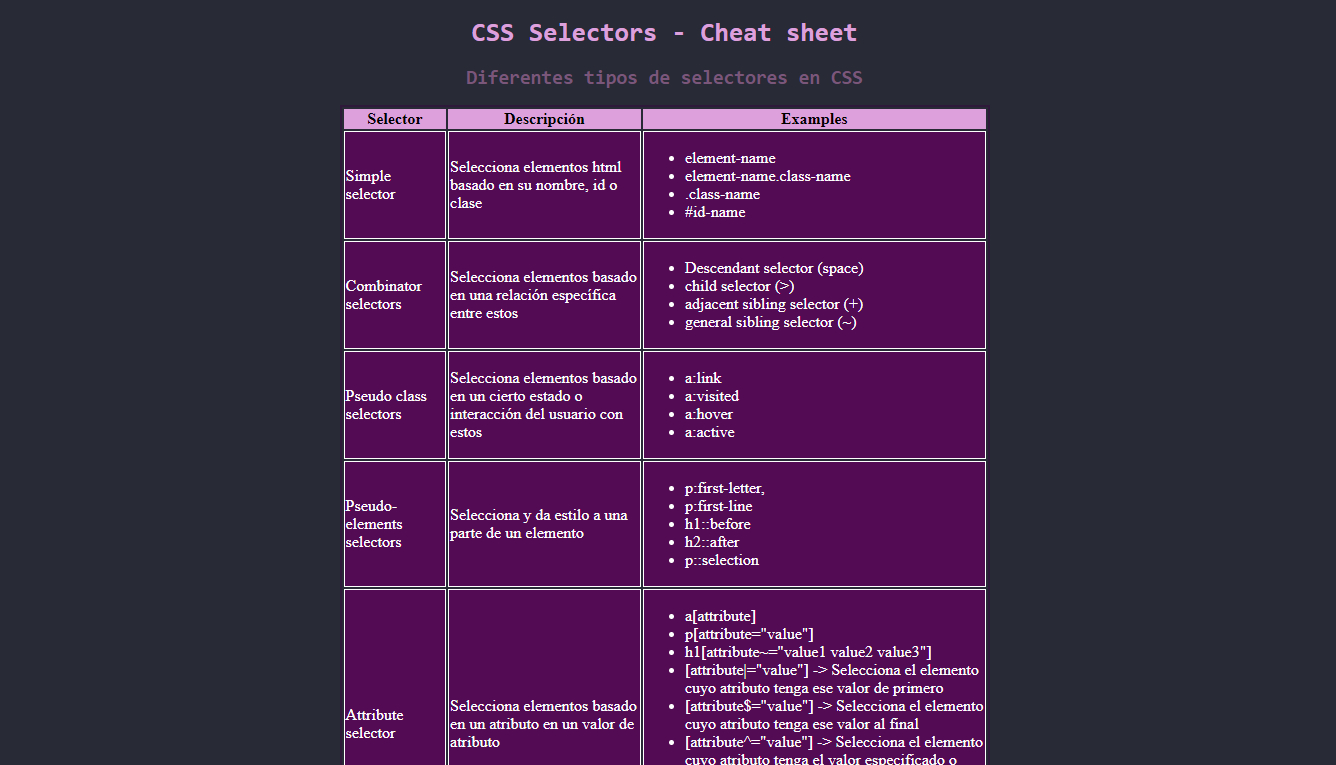 CSS Selectors - Cheat sheet
Diferentes tipos de selectores en CSS
Selector Descripción Examples
Simple
selector
Selecciona elementos html
basado en su nombre, id o
clase
element-name
element-name.class-name
.class-name
#id-name
Combinator
selectors
Selecciona elementos basado
en una relación específica
entre estos
Descendant selector (space)
child selector (>)
adjacent sibling selector (+)
general sibling selector (~)
Pseudo class
selectors
Selecciona elementos basado
en un cierto estado o
interacción del usuario con
estos
a:link
a:visited
a:hover
a:active
Pseudo-
elements
selectors
Selecciona y da estilo a una
parte de un elemento
p:first-letter,
p:first-line
h1::before
h2::after
p::selection
Attribute
selector
Selecciona elementos basado
en un atributo en un valor de
atributo
a[attribute]
p[attribute="value"]
h1[attribute~="value1 value2 value3"]
[attribute|="value"] -> Selecciona el elemento
cuyo atributo tenga ese valor de primero
[attribute$="value"] -> Selecciona el elemento
cuyo atributo tenga ese valor al final
[attribute^="value"] -> Selecciona el elemento
cuyo atributo tenga el valor especificado o